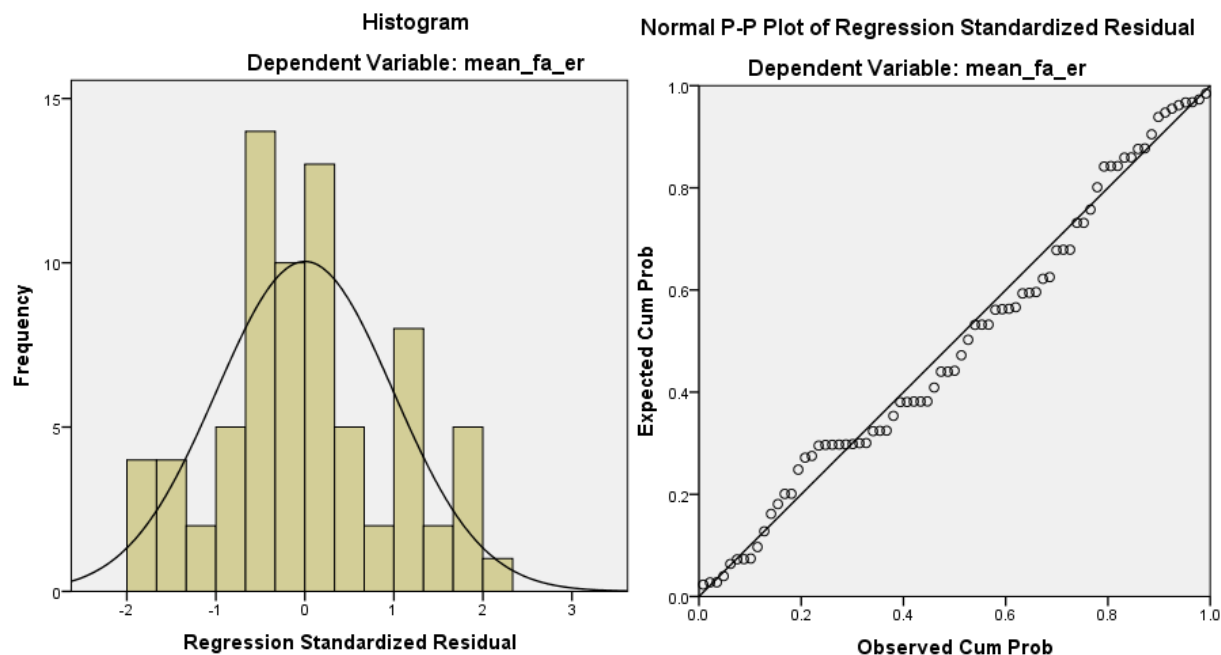 Histogram
Dependent Variable: mean_fa_er
15
10
5
0
Frequency
-2 -1 0 1 2 3
Regression Standardized Residual
Normal P-P Plot of Regression Standardized Residual
Dependent Variable: mean_fa_er
1.0
0.8
0.6
0.4
0.2
0.0
Expected Cum Prob
0.0 0.2 0.4 0.6 0.8 1.0
Observed Cum Prob